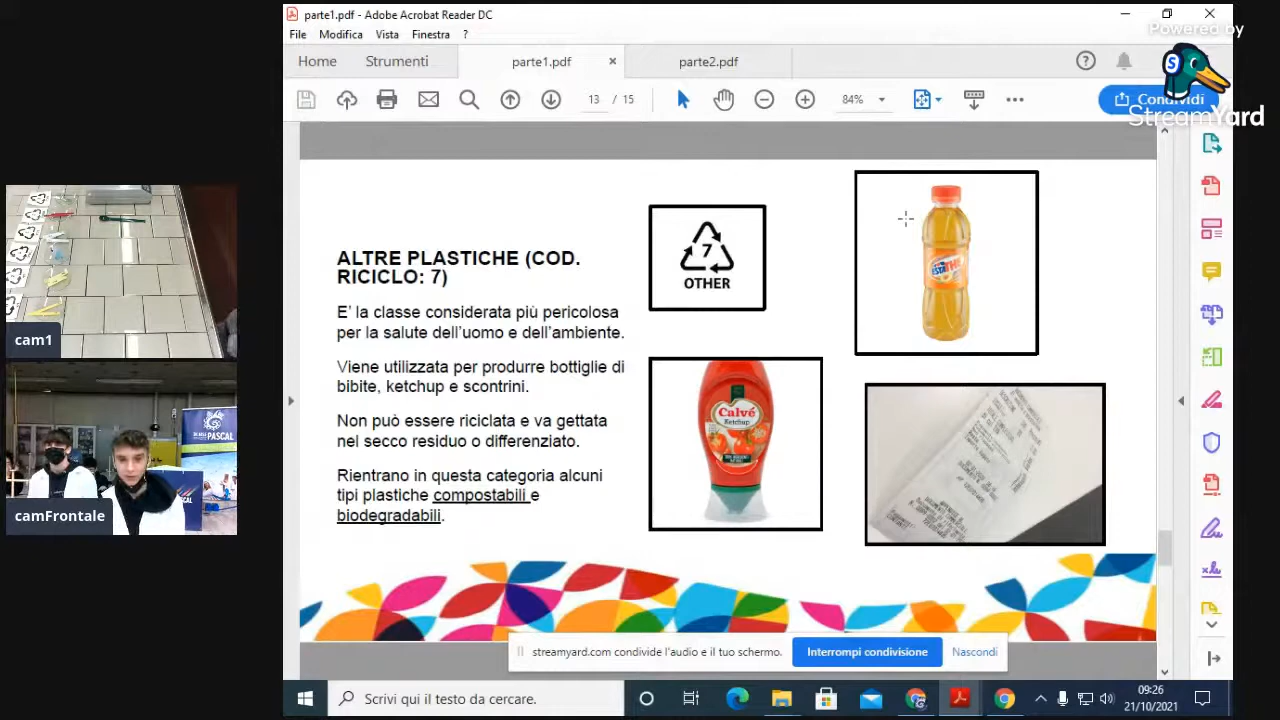 parte1.pdf - Adobe Acrobat Reader DC
File Modifica Vista Finestra ?
Powered by
StreamYard
Home Strumenti parte1.pdf parte2.pdf
13 / 15 84% Condividi
ALTRE PLASTICHE (COD.
RICICLO: 7)
E' la classe considerata più pericolosa
per la salute dell'uomo e dell'ambiente.
Viene utilizzata per produrre bottiglie di
bibite, ketchup e scontrini.
Non può essere riciclata e va gettata
nel secco residuo o differenziato.
Rientrano in questa categoria alcuni
tipi plastiche compostabili e
biodegradabili.
7
OTHER
Calvé
Ketchup
ESTATHÉ
cam1
PASCAL
camFrontale
streamyard.com condivide l'audio e il tuo schermo. Interrompi condivisione Nascondi
Scrivi qui il testo da cercare.
09:26
21/10/2021